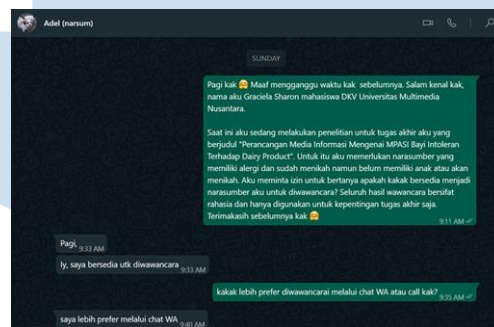 Adel (narsum)
SUNDAY
Pagi kak 🤗 Maaf mengganggu waktu kak sebelumnya. Salam kenal kak,
nama aku Graciela Sharon mahasiswa DKV Universitas Multimedia
Nusantara.
Saat ini aku sedang melakukan penelitian untuk tugas akhir aku yang
berjudul "Perancangan Media Informasi Mengenai MPASI Bayi Intoleran
Terhadap Dairy Product". Untuk itu aku memerlukan narasumber yang
memiliki alergi dan sudah menikah namun belum memiliki anak atau akan
menikah. Aku meminta izin untuk bertanya apakah kakak bersedia menjadi
narasumber aku untuk diwawancara? Seluruh hasil wawancara bersifat
rahasia dan hanya digunakan untuk kepentingan tugas akhir saja.
Terimakasih sebelumnya kak 🤗
9:11 AM
Pagi, 9:33 AM
Iy, saya bersedia utk diwawancara 9:33 AM
kakak lebih prefer diwawancarai melalui chat WA atau call kak? 9:35 AM
saya lebih prefer melalui chat WA 9:40 AM